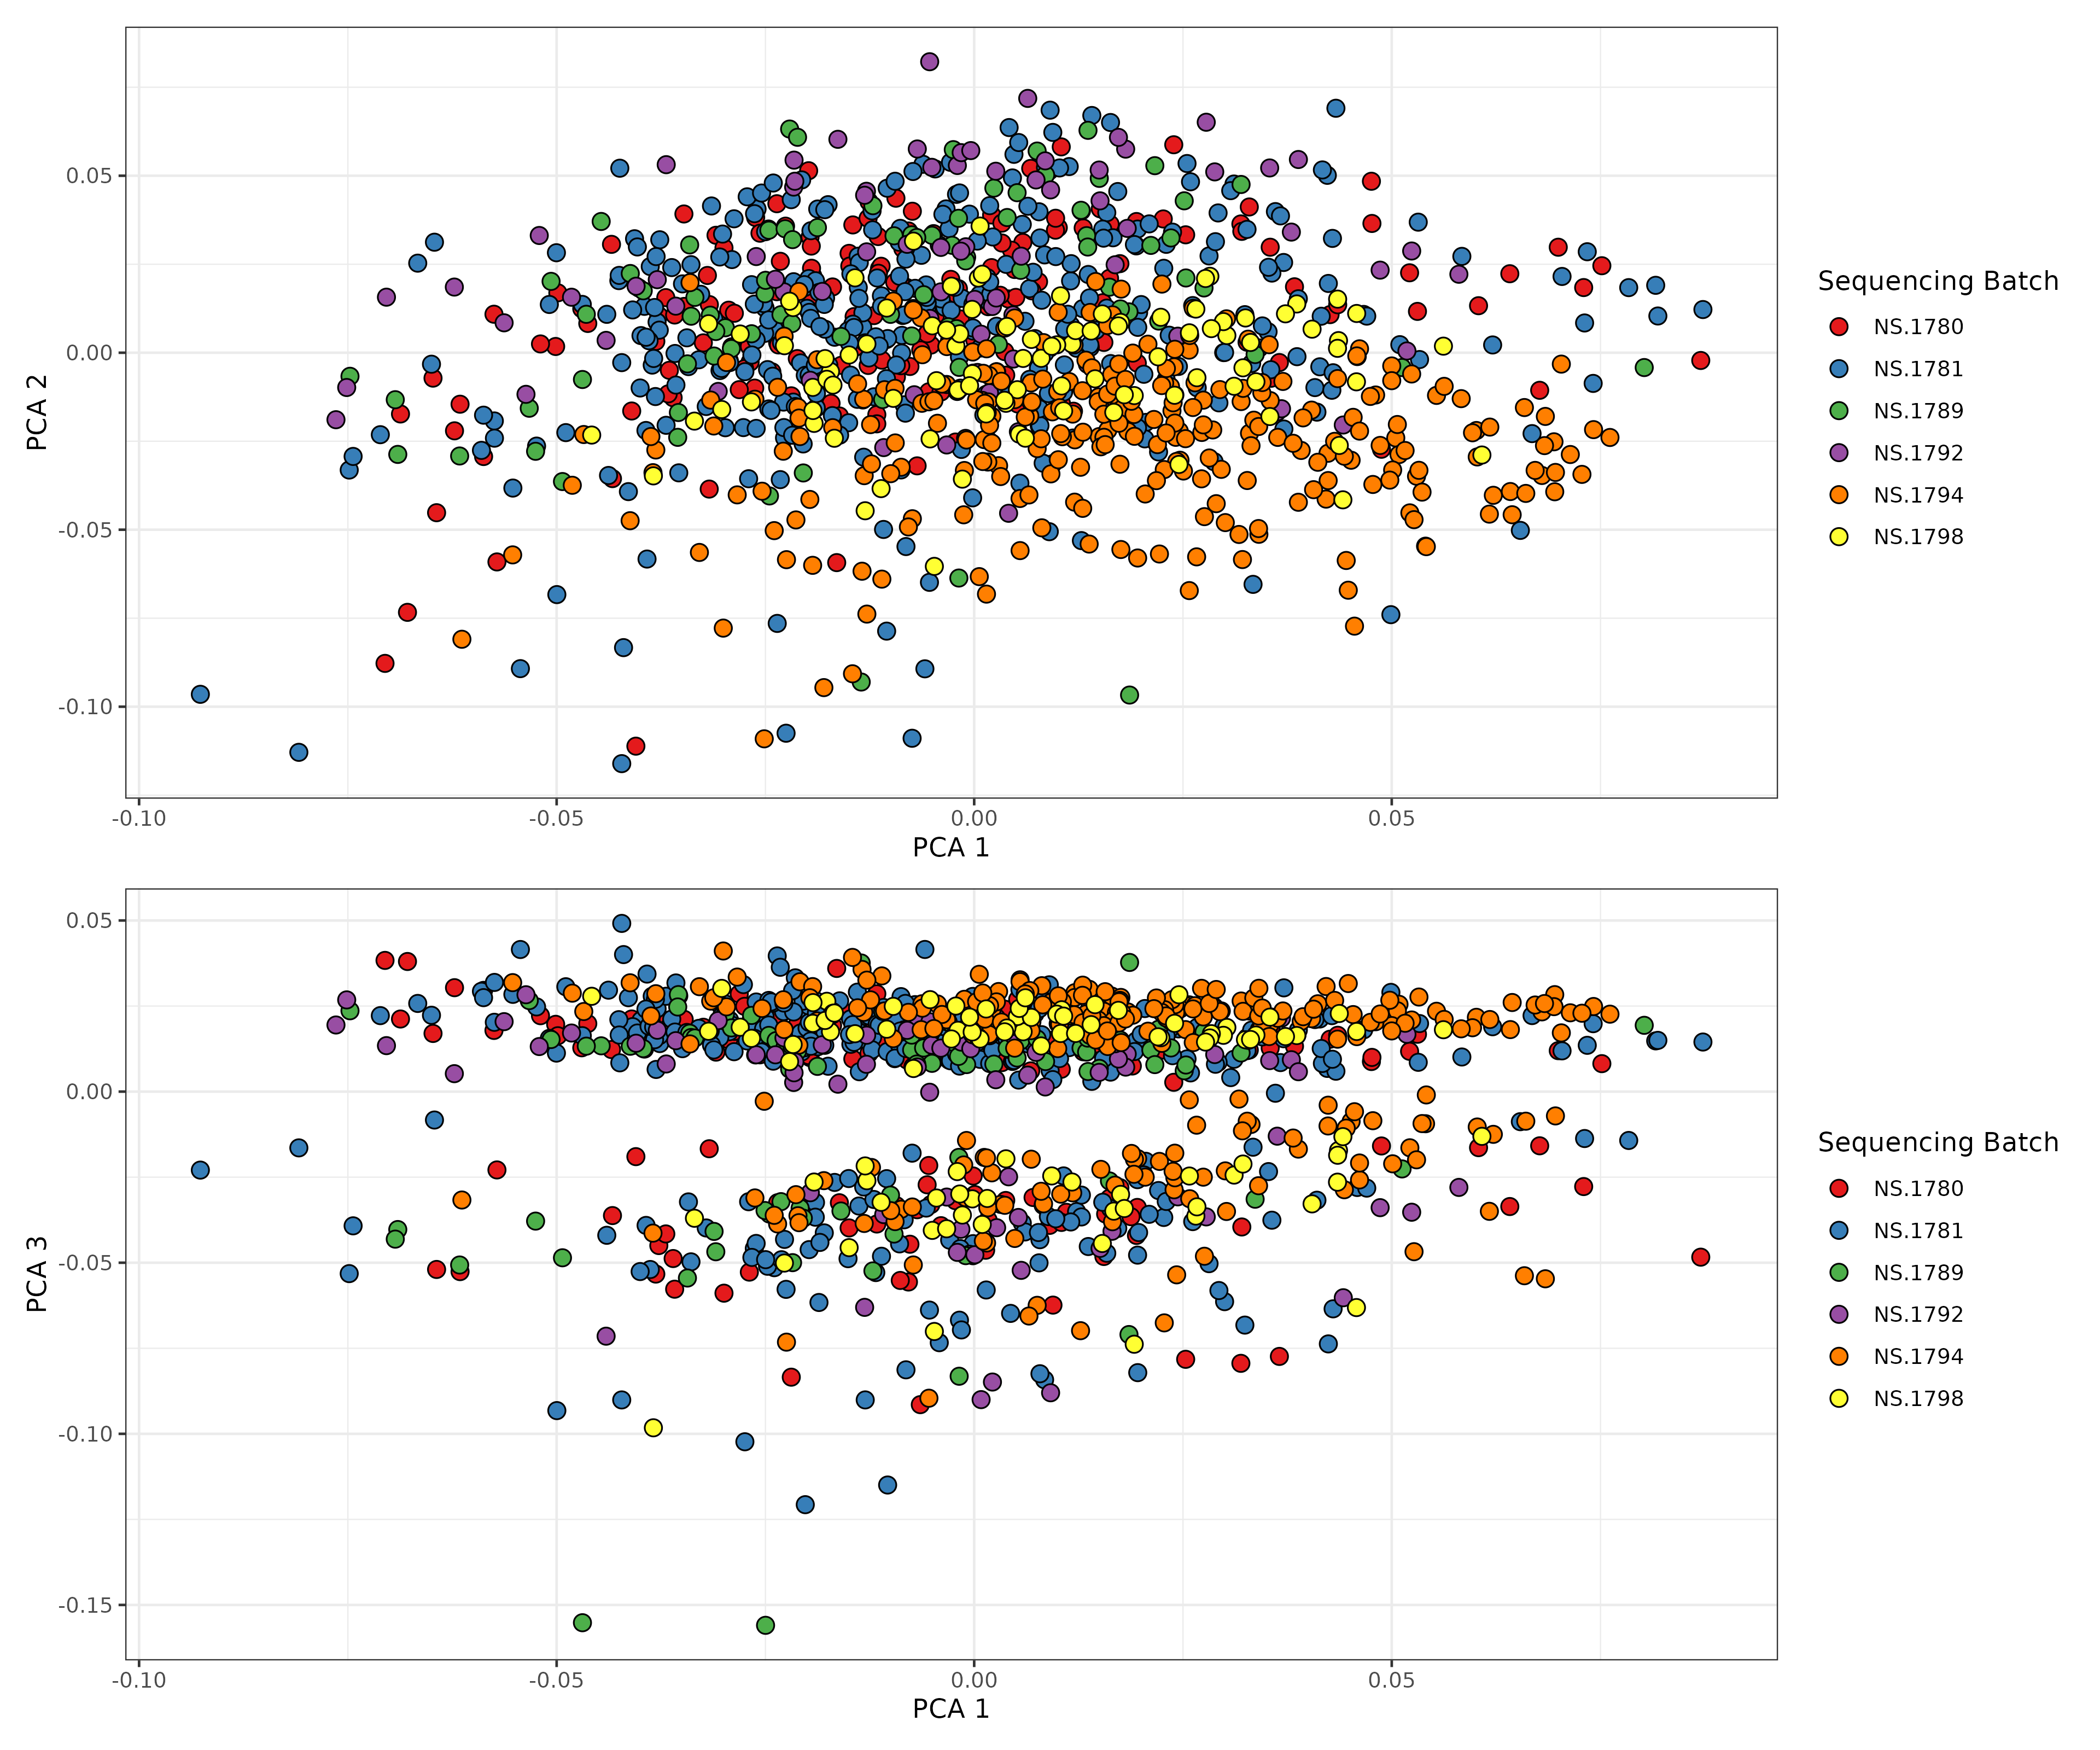 0.05
0.00
-0.05
-0.10
PCA 2
-0.10
-0.05
0.00
0.05
PCA 1
Sequencing Batch
NS.1780
NS.1781
NS.1789
NS.1792
NS.1794
NS.1798
0.05
0.00
-0.05
-0.10
-0.15
PCA 3
-0.10
-0.05
0.00
0.05
PCA 1
Sequencing Batch
NS.1780
NS.1781
NS.1789
NS.1792
NS.1794
NS.1798